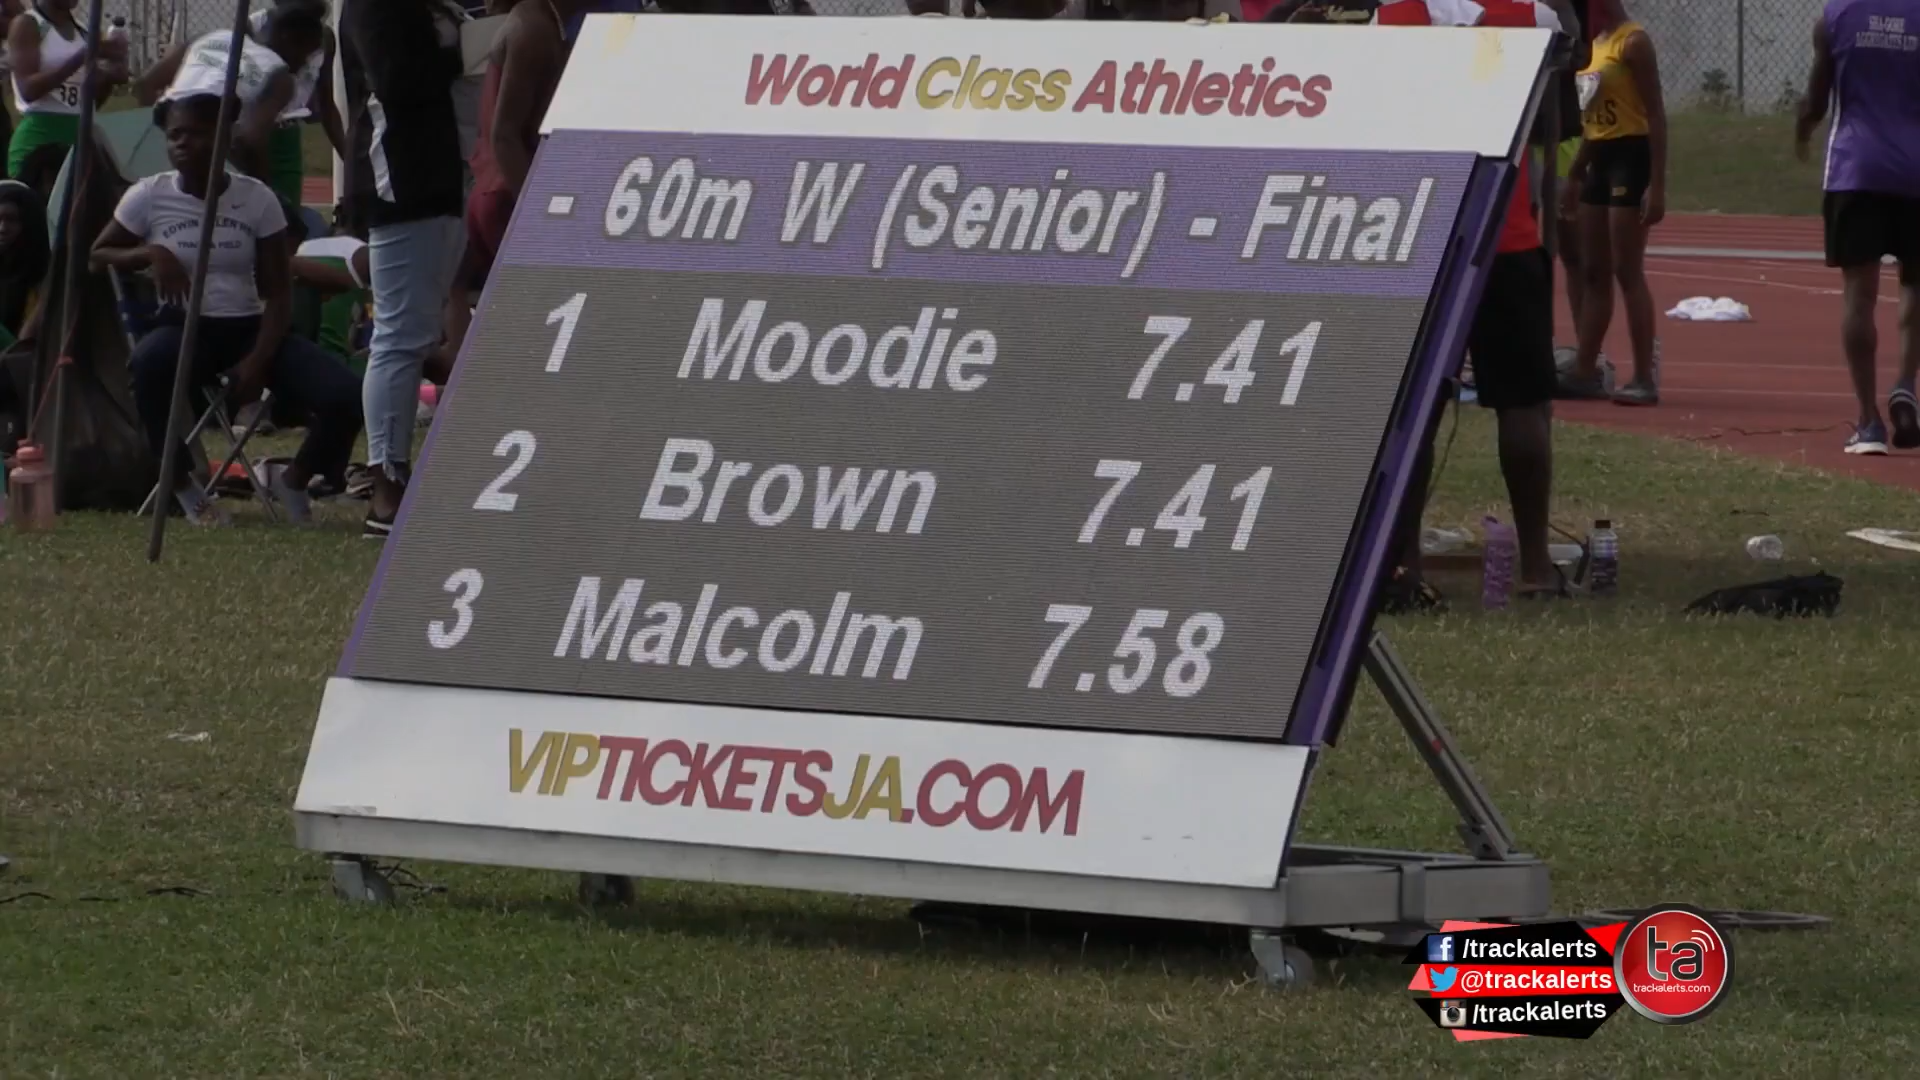 World Class Athletics
- 60m W (Senior) - Final
1 Moodie 7.41
2 Brown 7.41
3 Malcolm 7.58
VIPTICKETSJA.COM
/trackalerts
@trackalerts
/trackalerts
ta
trackalerts.com
38